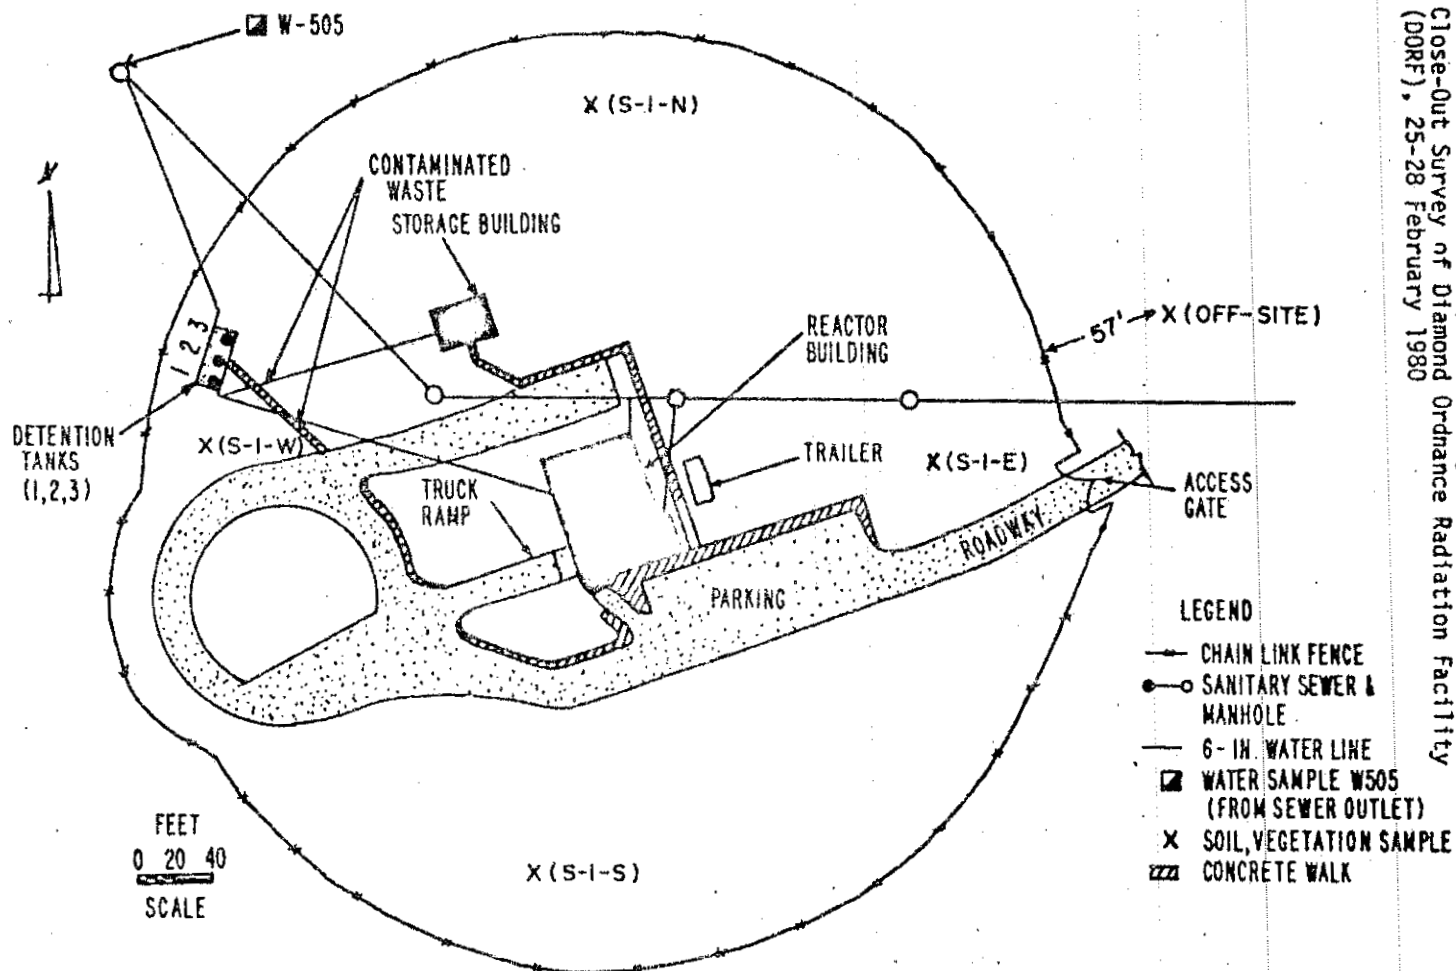 Close-Out Survey of Diamond Ordnance Radiation Facility
(DORF), 25-28 February 1980
W-505
X (S-I-N)
CONTAMINATED
WASTE
STORAGE BUILDING
REACTOR
BUILDING
57'
X (OFF-SITE)
1 2 3
DETENTION
TANKS
(1,2,3)
X (S-I-W)
TRUCK
RAMP
TRAILER
X (S-I-E)
ACCESS
GATE
ROADWAY
PARKING
X (S-I-S)
FEET
0 20 40
SCALE
LEGEND
CHAIN LINK FENCE
SANITARY SEWER &
MANHOLE
6-IN. WATER LINE
WATER SAMPLE W505
(FROM SEWER OUTLET)
X SOIL, VEGETATION SAMPLE
CONCRETE WALK